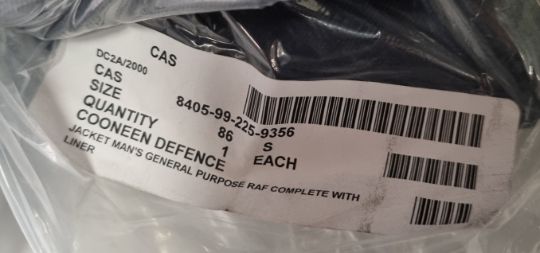 CAS
DC2A/2000
CAS 8405-99-225-9356
SIZE 86 S
QUANTITY 1 EACH
COONEEN DEFENCE
JACKET MAN'S GENERAL PURPOSE RAF COMPLETE WITH
LINER